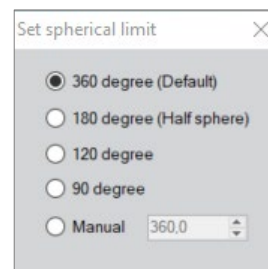 Set spherical limit
360 degree (Default)
180 degree (Half sphere)
120 degree
90 degree
Manual 360,0